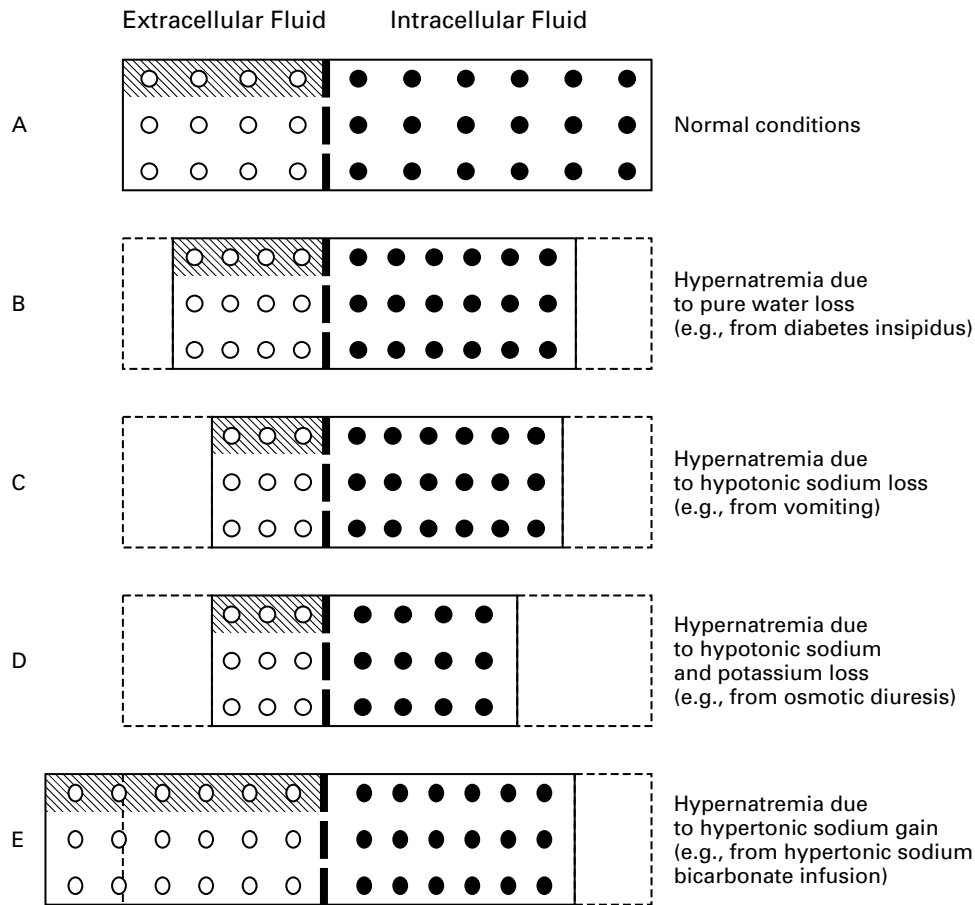 Extracellular Fluid
Intracellular Fluid
A
Normal conditions
B
Hypernatremia due
to pure water loss
(e.g., from diabetes insipidus)
C
Hypernatremia due
to hypotonic sodium loss
(e.g., from vomiting)
D
Hypernatremia due
to hypotonic sodium
and potassium loss
(e.g., from osmotic diuresis)
E
Hypernatremia due
to hypertonic sodium gain
(e.g., from hypertonic sodium
bicarbonate infusion)